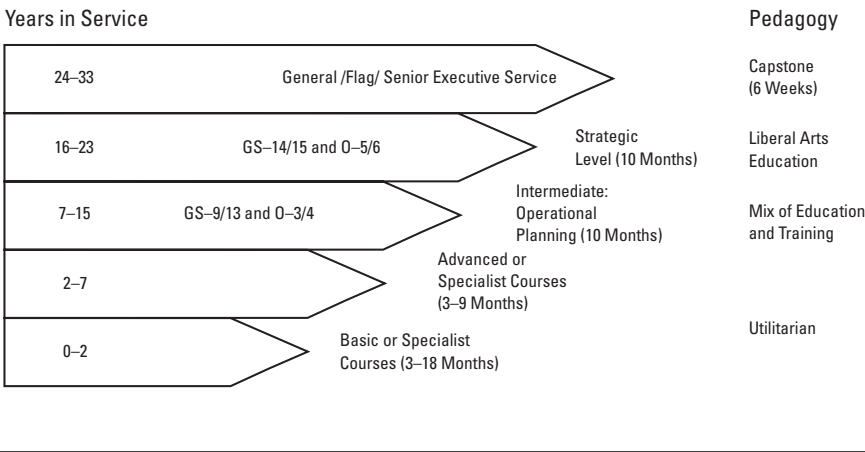 Years in Service
Pedagogy
24–33
General /Flag/ Senior Executive Service
Capstone
(6 Weeks)
16–23
GS–14/15 and O–5/6
Strategic
Level (10 Months)
Liberal Arts
Education
7–15
GS–9/13 and O–3/4
Intermediate:
Operational
Planning (10 Months)
Mix of Education
and Training
2–7
Advanced or
Specialist Courses
(3–9 Months)
0–2
Basic or Specialist
Courses (3–18 Months)
Utilitarian